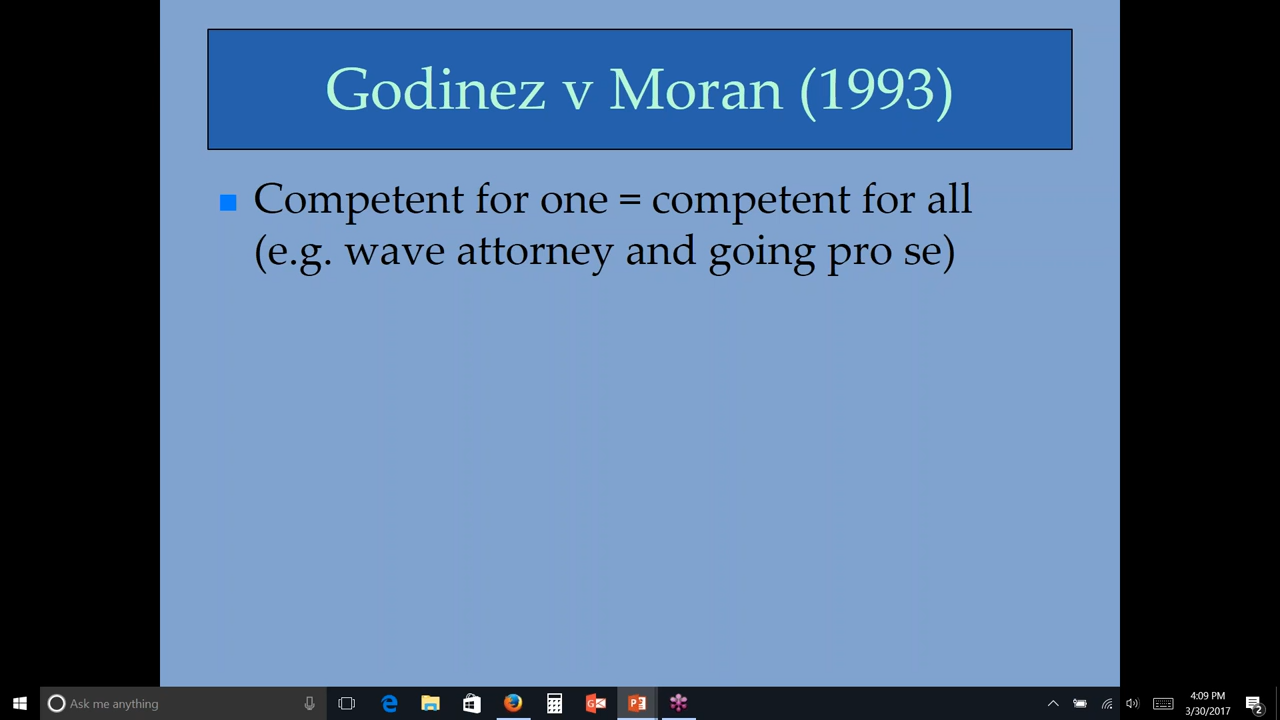 Godinez v Moran (1993)
Competent for one = competent for all
(e.g. wave attorney and going pro se)
Ask me anything
4:09 PM
3/30/2017
2